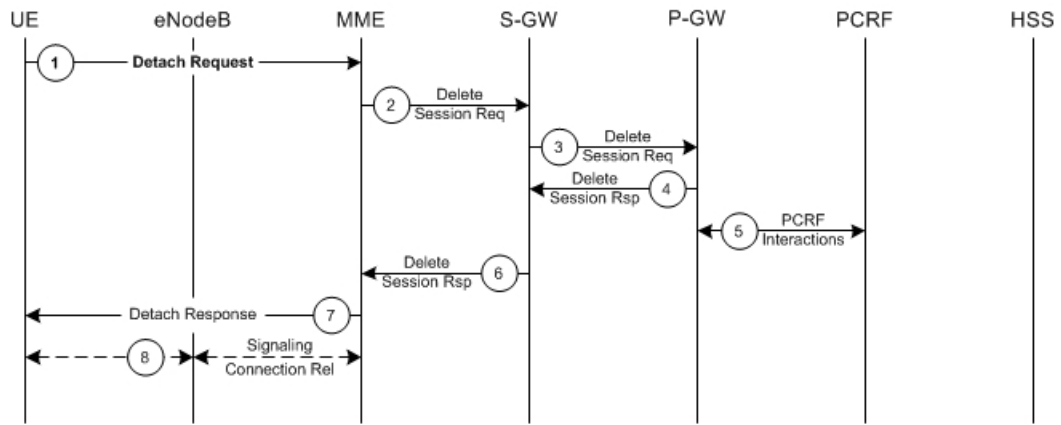 UE eNodeB MME S-GW P-GW PCRF HSS
1 Detach Request
2 Delete
Session Req
3 Delete
Session Req
Delete 4
Session Rsp
5 PCRF
Interactions
Delete 6
Session Rsp
Detach Response 7
8 Signaling
Connection Rel